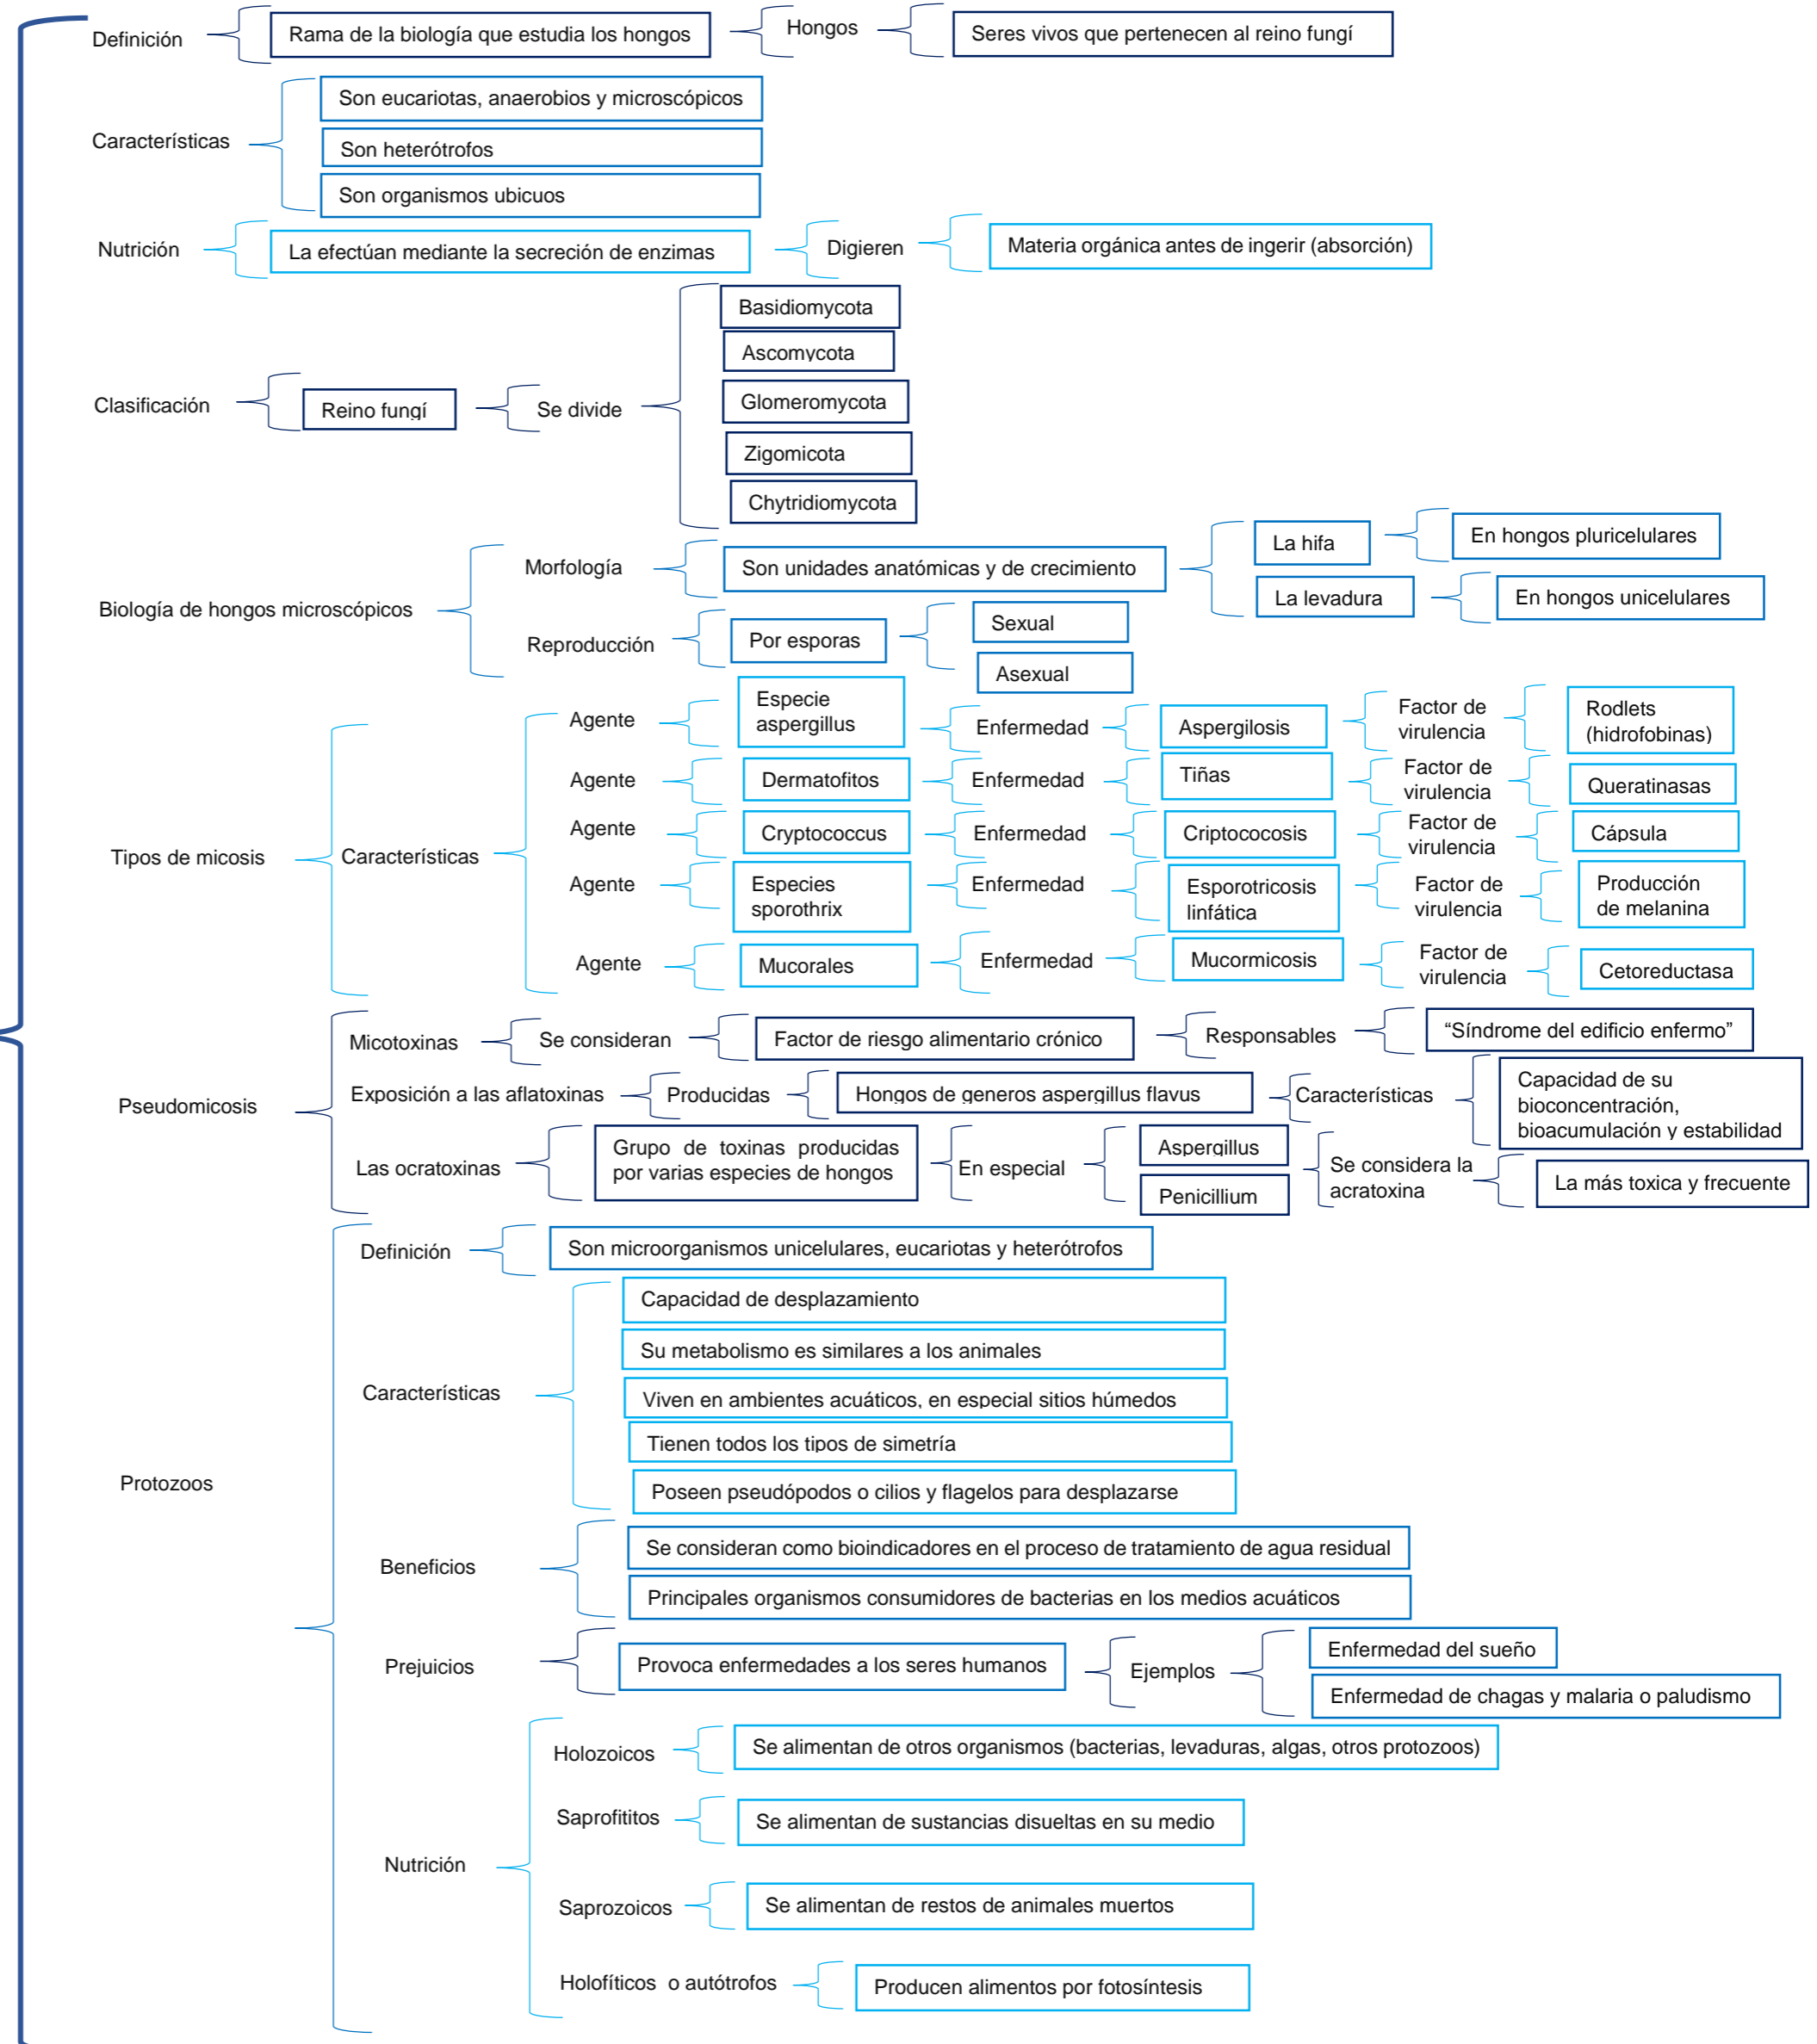 Definición
Rama de la biología que estudia los hongos
Hongos
Seres vivos que pertenecen al reino fungí
Características
Son eucariotas, anaerobios y microscópicos
Son heterótrofos
Son organismos ubicuos
Nutrición
La efectúan mediante la secreción de enzimas
Digieren
Materia orgánica antes de ingerir (absorción)
Clasificación
Reino fungí
Se divide
Basidiomycota
Ascomycota
Glomeromycota
Zigomicota
Chytridiomycota
Biología de hongos microscópicos
Morfología
Son unidades anatómicas y de crecimiento
La hifa
En hongos pluricelulares
La levadura
En hongos unicelulares
Reproducción
Por esporas
Sexual
Asexual
Tipos de micosis
Características
Agente
Especie
aspergillus
Enfermedad
Aspergilosis
Factor de
virulencia
Rodlets
(hidrofobinas)
Agente
Dermatofitos
Enfermedad
Tiñas
Factor de
virulencia
Queratinasas
Agente
Cryptococcus
Enfermedad
Criptococosis
Factor de
virulencia
Cápsula
Agente
Especies
sporothrix
Enfermedad
Esporotricosis
linfática
Factor de
virulencia
Producción
de melanina
Agente
Mucorales
Enfermedad
Mucormicosis
Factor de
virulencia
Cetoreductasa
Pseudomicosis
Micotoxinas
Se consideran
Factor de riesgo alimentario crónico
Responsables
“Síndrome del edificio enfermo”
Exposición a las aflatoxinas
Producidas
Hongos de generos aspergillus flavus
Características
Capacidad de su
bioconcentración,
bioacumulación y estabilidad
Las ocratoxinas
Grupo de toxinas producidas
por varias especies de hongos
En especial
Aspergillus
Penicillium
Se considera la
acratoxina
La más toxica y frecuente
Protozoos
Definición
Son microorganismos unicelulares, eucariotas y heterótrofos
Características
Capacidad de desplazamiento
Su metabolismo es similares a los animales
Viven en ambientes acuáticos, en especial sitios húmedos
Tienen todos los tipos de simetría
Poseen pseudópodos o cilios y flagelos para desplazarse
Beneficios
Se consideran como bioindicadores en el proceso de tratamiento de agua residual
Principales organismos consumidores de bacterias en los medios acuáticos
Prejuicios
Provoca enfermedades a los seres humanos
Ejemplos
Enfermedad del sueño
Enfermedad de chagas y malaria o paludismo
Nutrición
Holozoicos
Se alimentan de otros organismos (bacterias, levaduras, algas, otros protozoos)
Saprofititos
Se alimentan de sustancias disueltas en su medio
Saprozoicos
Se alimentan de restos de animales muertos
Holofíticos o autótrofos
Producen alimentos por fotosíntesis